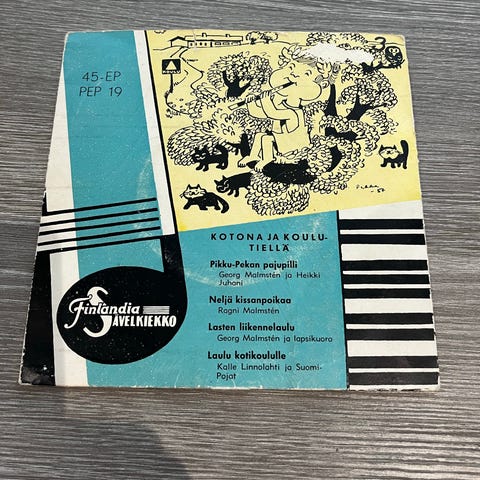 45-EP
PEP 19
KOULU
KOTONA JA KOULU-
TIELLÄ
Pikku-Pekan pajupilli
Georg Malmstén ja Heikki
Juhani
Neljä kissanpoikaa
Ragni Malmstén
Lasten liikennelaulu
Georg Malmstén ja lapsikuoro
Laulu kotikoululle
Kalle Linnolahti ja Suomi-
Pojat
Finlandia
SÄVELKIEKKO